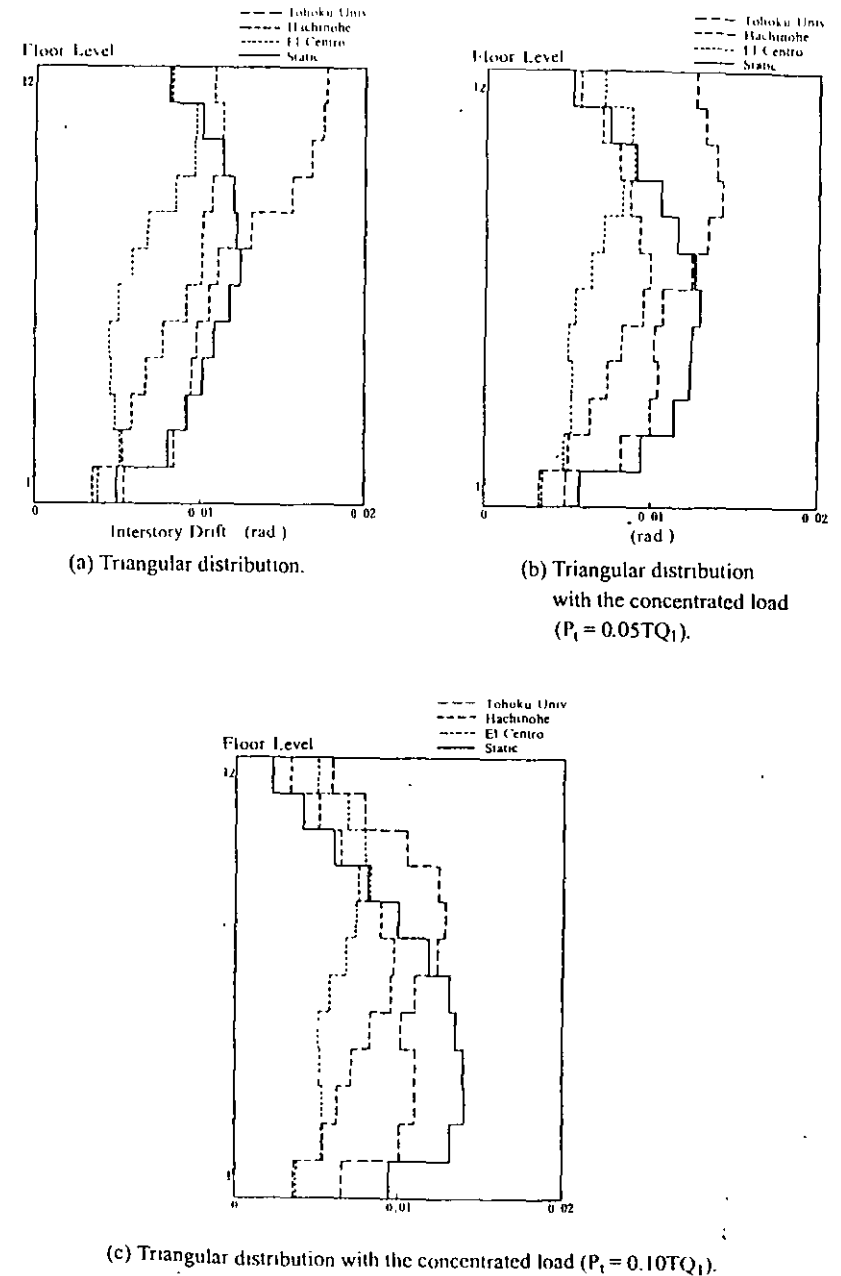 Tohoku Univ
Hachinohe
El Centro
Static
Floor Level
12
1
0
0 01
0 02
Interstory Drift (rad )
(a) Triangular distribution.
Tohoku Univ
Hachinohe
El Centro
Static
Floor Level
12
1
0
0 01
0 02
(rad )
(b) Triangular distribution
with the concentrated load
(Pt = 0.05TQ1).
Tohoku Univ
Hachinohe
El Centro
Static
Floor Level
12
1
0
0.01
0 02
(c) Triangular distribution with the concentrated load (Pt = 0.10TQ1).